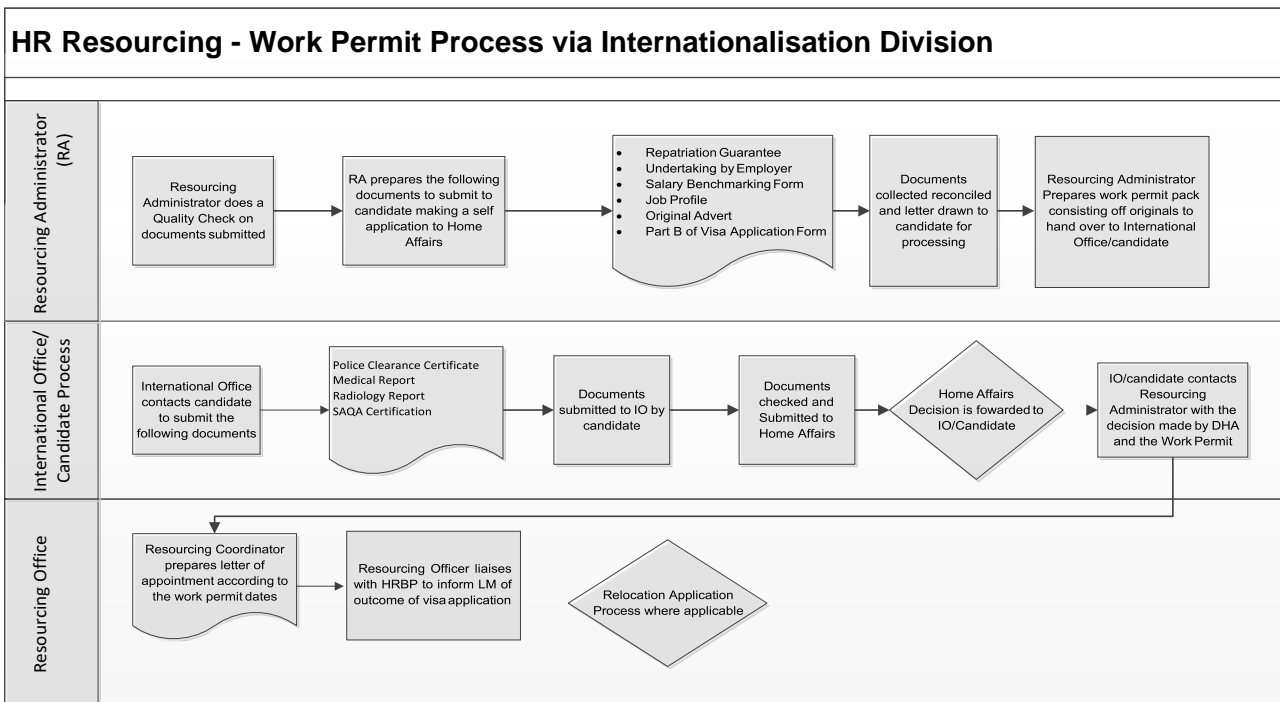 HR Resourcing - Work Permit Process via Internationalisation Division
Resourcing Administrator
(RA)
Resourcing
Administrator does a
Quality Check on
documents submitted
RA prepares the following
documents to submit to
candidate making a self
application to Home
Affairs
• Repatriation Guarantee
• Undertaking by Employer
• Salary Benchmarking Form
• Job Profile
• Original Advert
• Part B of Visa Application Form
Documents
collected reconciled
and letter drawn to
candidate for
processing
Resourcing Administrator
Prepares work permit pack
consisting off originals to
hand over to International
Office/candidate
International Office/
Candidate Process
International Office
contacts candidate
to submit the
following documents
Police Clearance Certificate
Medical Report
Radiology Report
SAQA Certification
Documents
submitted to IO by
candidate
Documents
checked and
Submitted to
Home Affairs
Home Affairs
Decision is fowarded to
IO/Candidate
IO/candidate contacts
Resourcing
Administrator with the
decision made by DHA
and the Work Permit
Resourcing Office
Resourcing Coordinator
prepares letter of
appointment according to
the work permit dates
Resourcing Officer liaises
with HRBP to inform LM of
outcome of visa application
Relocation Application
Process where applicable